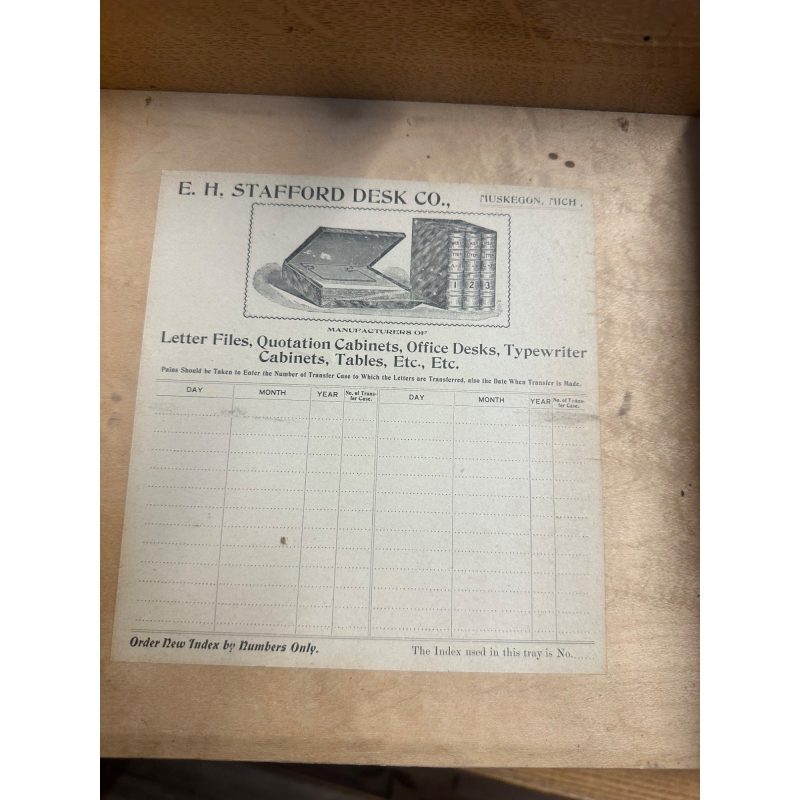 E. H. STAFFORD DESK CO., MUSKEGON, MICH.
1 2 3
MANUFACTURERS OF
Letter Files, Quotation Cabinets, Office Desks, Typewriter
Cabinets, Tables, Etc., Etc.
Pains Should be Taken to Enter the Number of Transfer Case to Which the Letters are Transferred, also the Date When Transfer is Made.
DAY MONTH YEAR No. of Transfer Case. DAY MONTH YEAR No. of Transfer Case.
Order New Index by Numbers Only. The Index used in this tray is No......